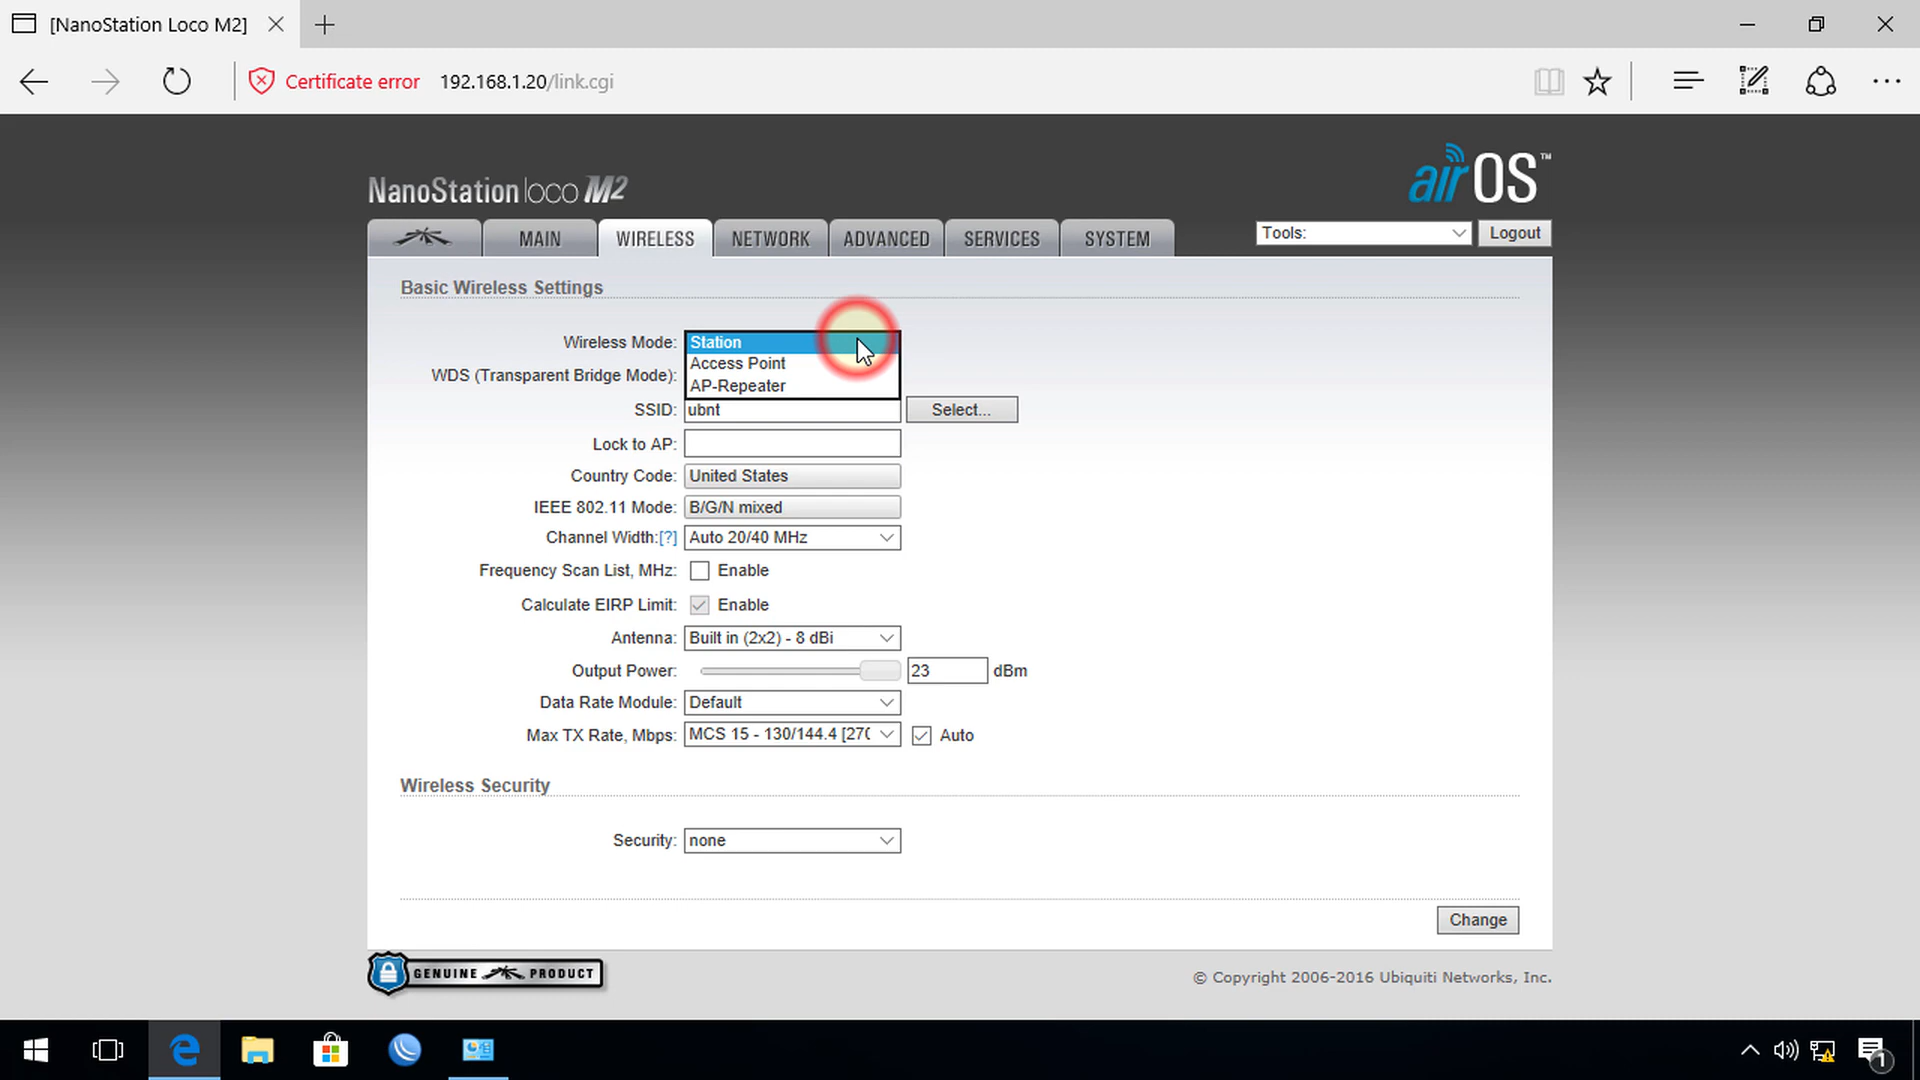 [NanoStation Loco M2]
Certificate error 192.168.1.20/link.cgi
NanoStation loco M2
airOS™
MAIN WIRELESS NETWORK ADVANCED SERVICES SYSTEM Tools: Logout
Basic Wireless Settings
Wireless Mode: Station
Access Point
WDS (Transparent Bridge Mode):
AP-Repeater
SSID: ubnt Select...
Lock to AP:
Country Code: United States
IEEE 802.11 Mode: B/G/N mixed
Channel Width:[?] Auto 20/40 MHz
Frequency Scan List, MHz: Enable
Calculate EIRP Limit: Enable
Antenna: Built in (2x2) - 8 dBi
Output Power: 23 dBm
Data Rate Module: Default
Max TX Rate, Mbps: MCS 15 - 130/144.4 [270 Auto
Wireless Security
Security: none
Change
GENUINE PRODUCT
© Copyright 2006-2016 Ubiquiti Networks, Inc.
1